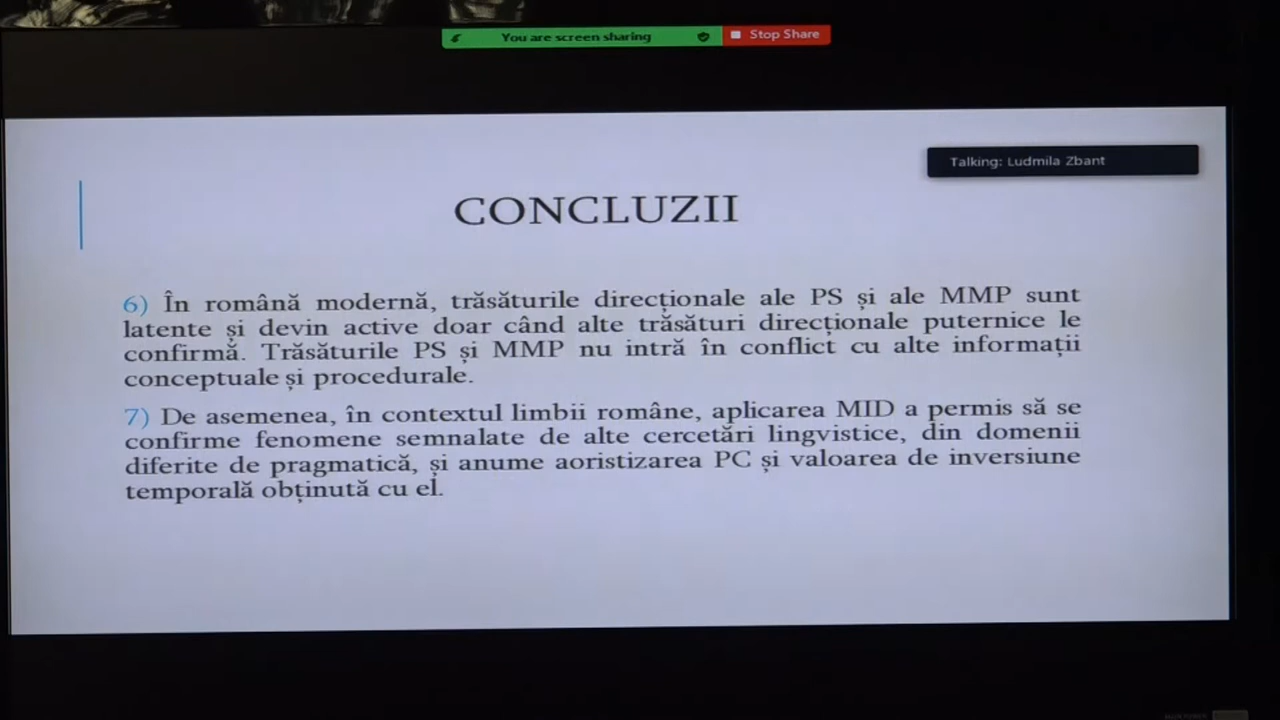 You are screen sharing
Stop Share
Talking: Ludmila Zbant
CONCLUZII
6) În română modernă, trăsăturile direcționale ale PS și ale MMP sunt
latente și devin active doar când alte trăsături direcționale puternice le
confirmă. Trăsăturile PS și MMP nu intră în conflict cu alte informații
conceptuale și procedurale.
7) De asemenea, în contextul limbii române, aplicarea MID a permis să se
confirme fenomene semnalate de alte cercetări lingvistice, din domenii
diferite de pragmatică, și anume aoristizarea PC și valoarea de inversiune
temporală obținută cu el.